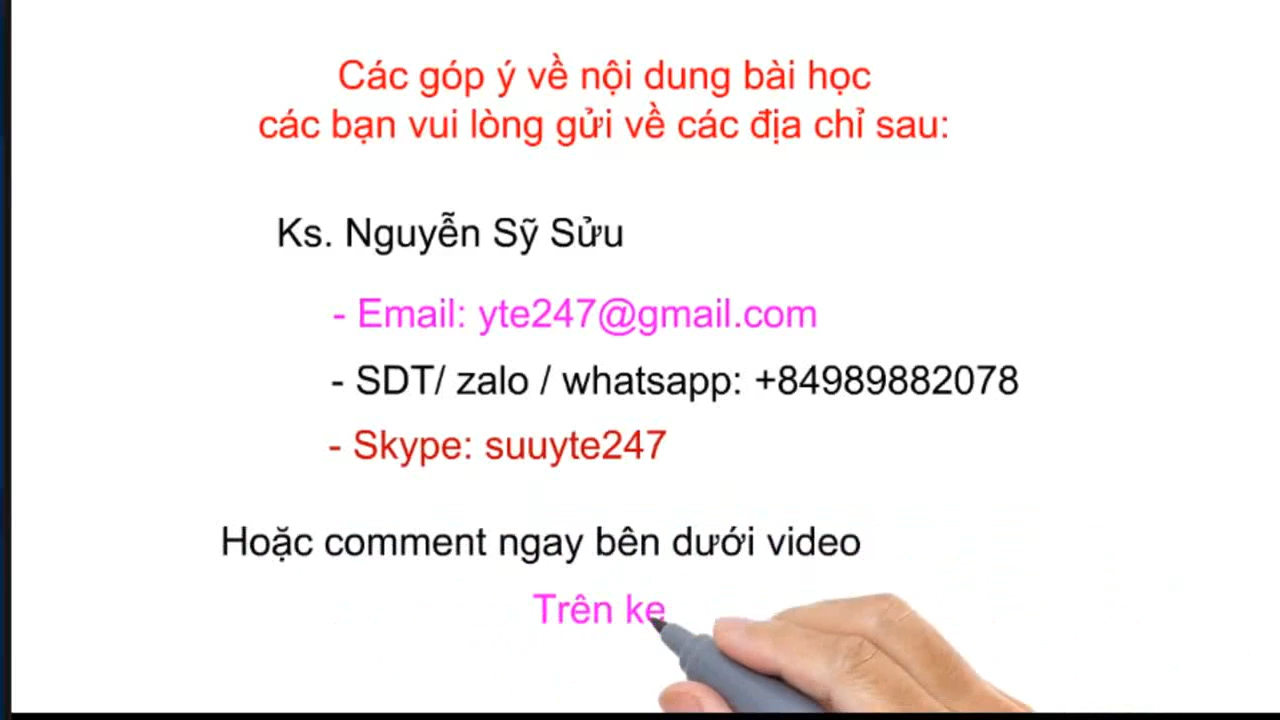 Các góp ý về nội dung bài học
các bạn vui lòng gửi về các địa chỉ sau:
Ks. Nguyễn Sỹ Sửu
- Email: yte247@gmail.com
- SDT/ zalo / whatsapp: +84989882078
- Skype: suuyte247
Hoặc comment ngay bên dưới video
Trên ke